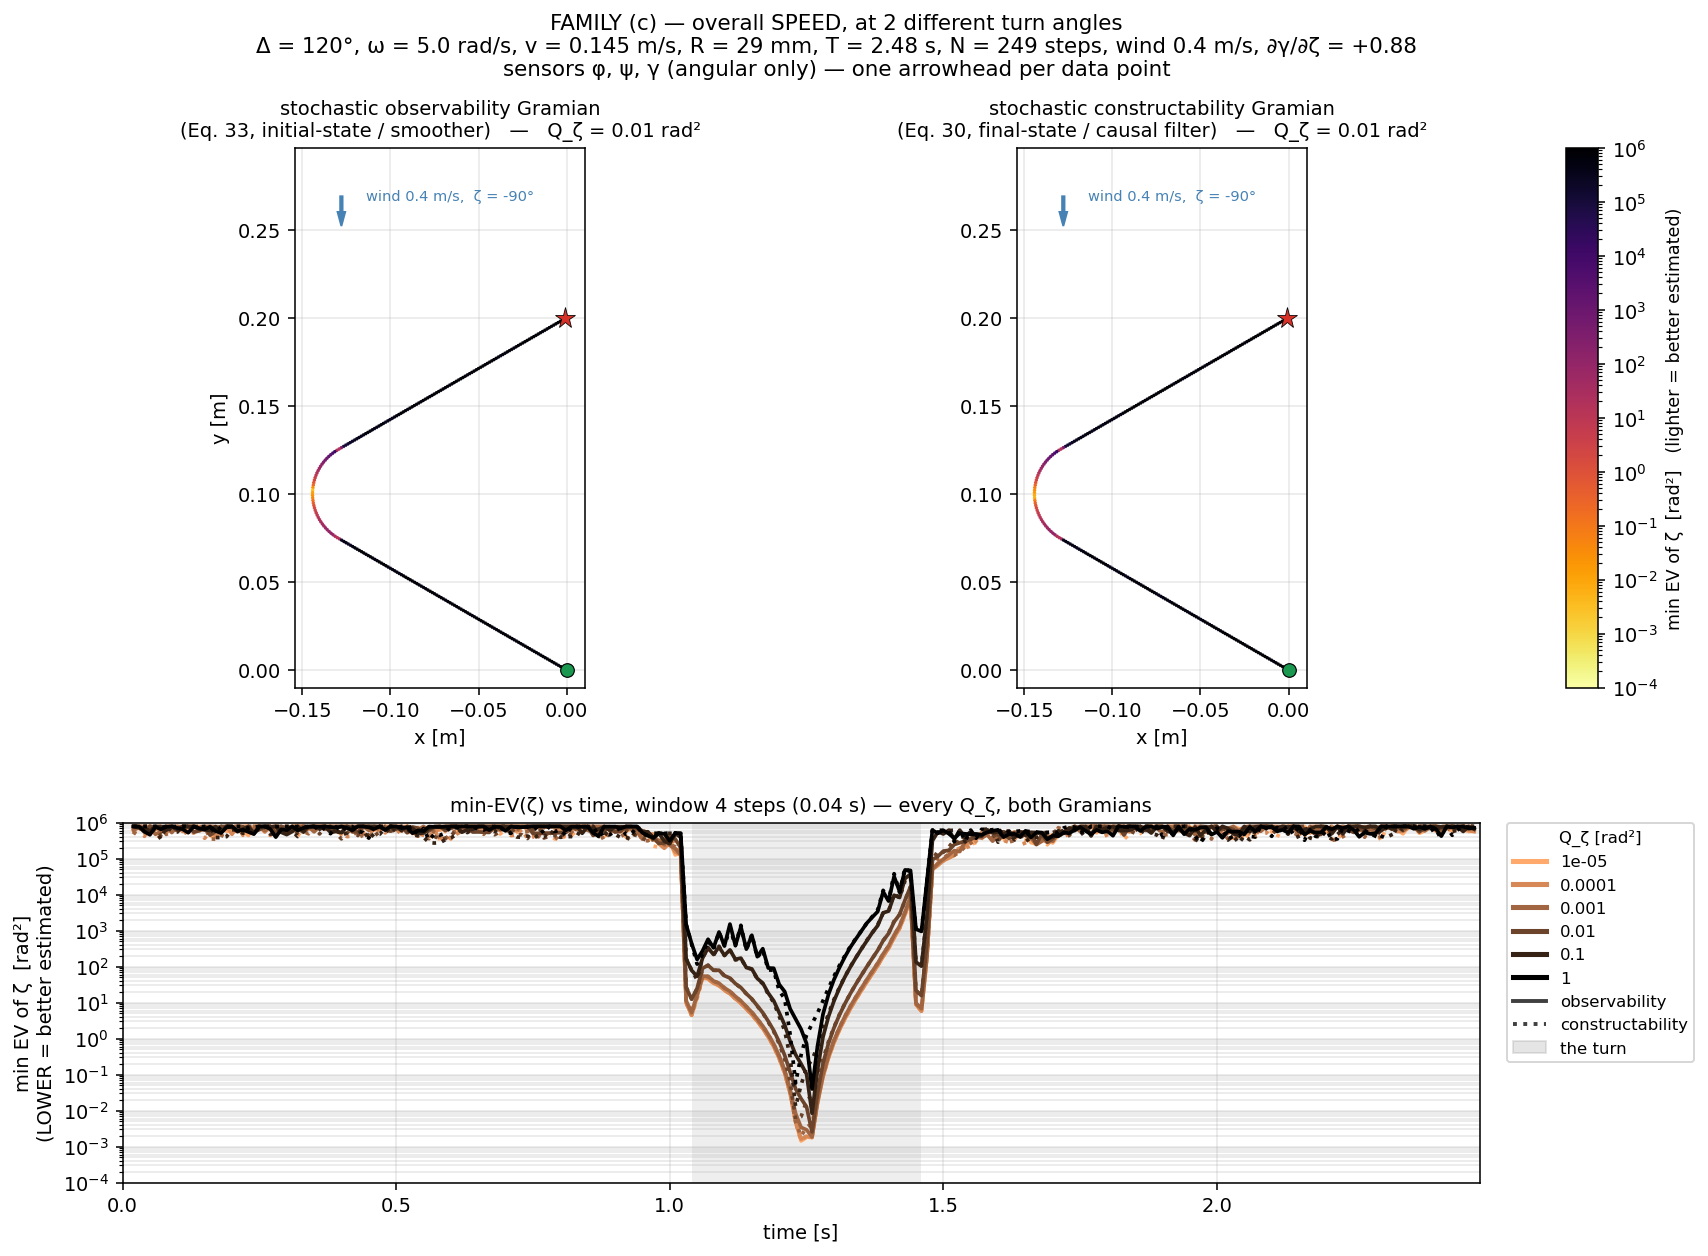 FAMILY (c) — overall SPEED, at 2 different turn angles
Δ = 120°, ω = 5.0 rad/s, v = 0.145 m/s, R = 29 mm, T = 2.48 s, N = 249 steps, wind 0.4 m/s, ∂γ/∂ζ = +0.88
sensors φ, ψ, γ (angular only) — one arrowhead per data point
stochastic observability Gramian
(Eq. 33, initial-state / smoother) — Q_ζ = 0.01 rad²
wind 0.4 m/s, ζ = -90°
0.25
0.20
0.15
0.10
0.05
0.00
y [m]
−0.15
−0.10
−0.05
0.00
x [m]
stochastic constructability Gramian
(Eq. 30, final-state / causal filter) — Q_ζ = 0.01 rad²
wind 0.4 m/s, ζ = -90°
0.25
0.20
0.15
0.10
0.05
0.00
−0.15
−0.10
−0.05
0.00
x [m]
10⁶
10⁵
10⁴
10³
10²
10¹
10⁰
10⁻¹
10⁻²
10⁻³
10⁻⁴
min EV of ζ [rad²] (lighter = better estimated)
min-EV(ζ) vs time, window 4 steps (0.04 s) — every Q_ζ, both Gramians
min EV of ζ [rad²]
(LOWER = better estimated)
10⁶
10⁵
10⁴
10³
10²
10¹
10⁰
10⁻¹
10⁻²
10⁻³
10⁻⁴
0.0
0.5
1.0
1.5
2.0
time [s]
Q_ζ [rad²]
1e-05
0.0001
0.001
0.01
0.1
1
observability
constructability
the turn